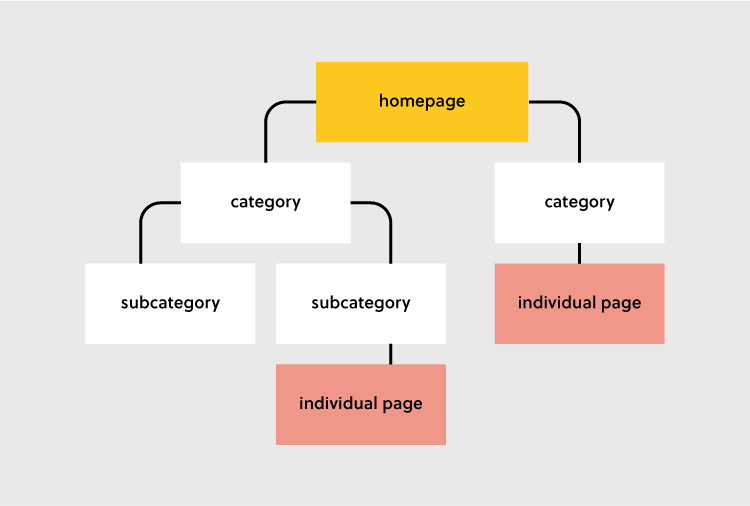 homepage
category
category
subcategory
subcategory
individual page
individual page